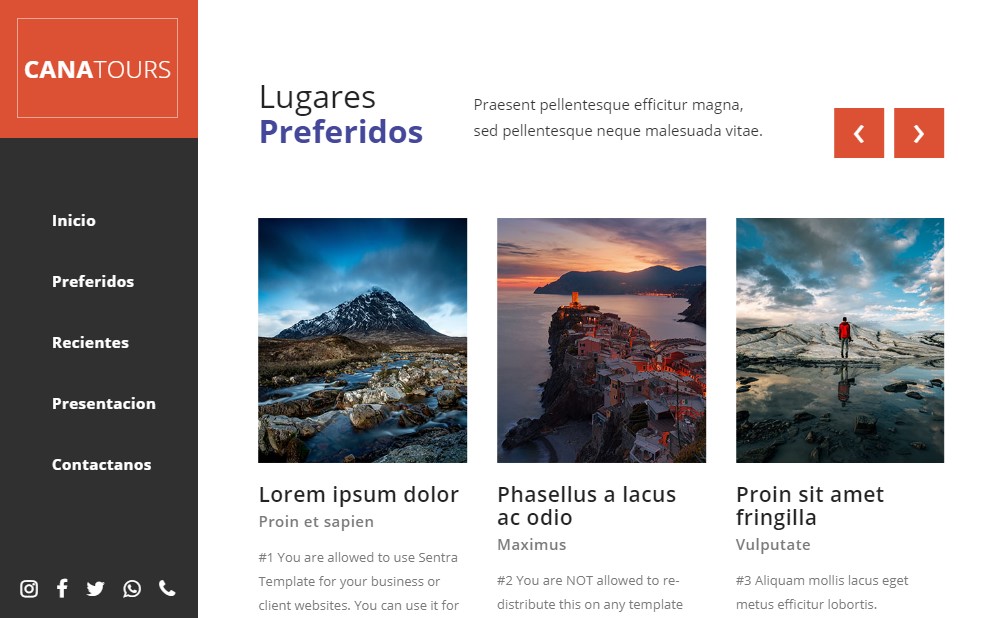 CANATOURS
Inicio
Preferidos
Recientes
Presentacion
Contactanos
Lugares
Preferidos
Praesent pellentesque efficitur magna,
sed pellentesque neque malesuada vitae.
Lorem ipsum dolor
Proin et sapien
#1 You are allowed to use Sentra
Template for your business or
client websites. You can use it for
Phasellus a lacus
ac odio
Maximus
#2 You are NOT allowed to re-
distribute this on any template
Proin sit amet
fringilla
Vulputate
#3 Aliquam mollis lacus eget
metus efficitur lobortis.